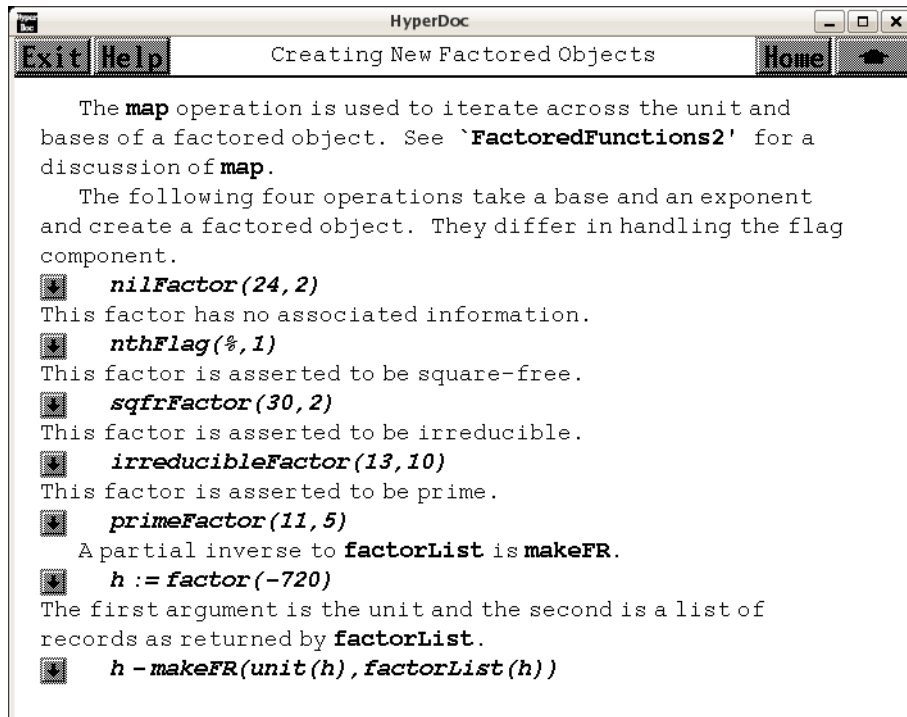 Hyper Doc
HyperDoc
Exit Help Creating New Factored Objects Home
The map operation is used to iterate across the unit and
bases of a factored object. See `FactoredFunctions2' for a
discussion of map.
The following four operations take a base and an exponent
and create a factored object. They differ in handling the flag
component.
nilFactor(24,2)
This factor has no associated information.
nthFlag(%,1)
This factor is asserted to be square-free.
sqfrFactor(30,2)
This factor is asserted to be irreducible.
irreducibleFactor(13,10)
This factor is asserted to be prime.
primeFactor(11,5)
A partial inverse to factorList is makeFR.
h := factor(-720)
The first argument is the unit and the second is a list of
records as returned by factorList.
h - makeFR(unit(h),factorList(h))